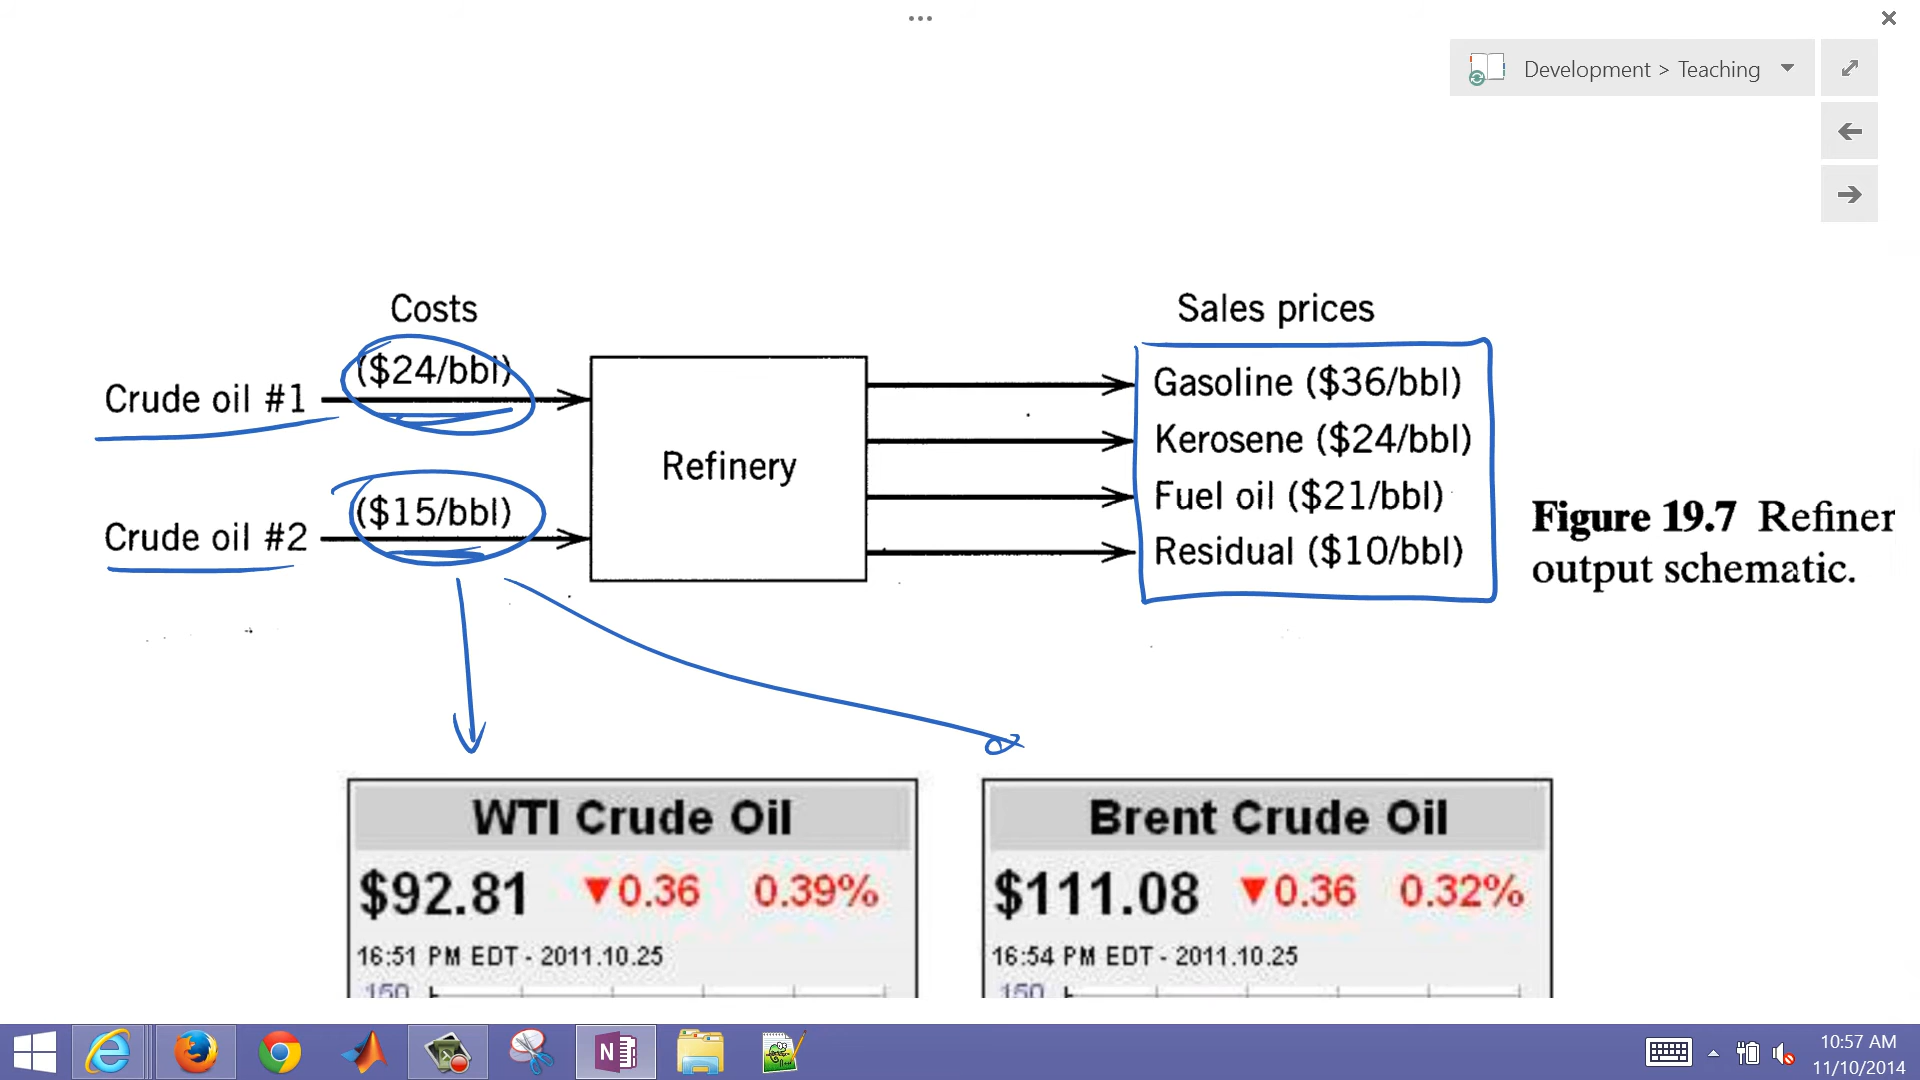 Development > Teaching
Costs
Sales prices
($24/bbl)
Crude oil #1
($15/bbl)
Crude oil #2
Refinery
Gasoline ($36/bbl)
Kerosene ($24/bbl)
Fuel oil ($21/bbl)
Residual ($10/bbl)
Figure 19.7 Refiner
output schematic.
WTI Crude Oil
$92.81 ▼0.36 0.39%
16:51 PM EDT - 2011.10.25
150
Brent Crude Oil
$111.08 ▼0.36 0.32%
16:54 PM EDT - 2011.10.25
150
10:57 AM
11/10/2014